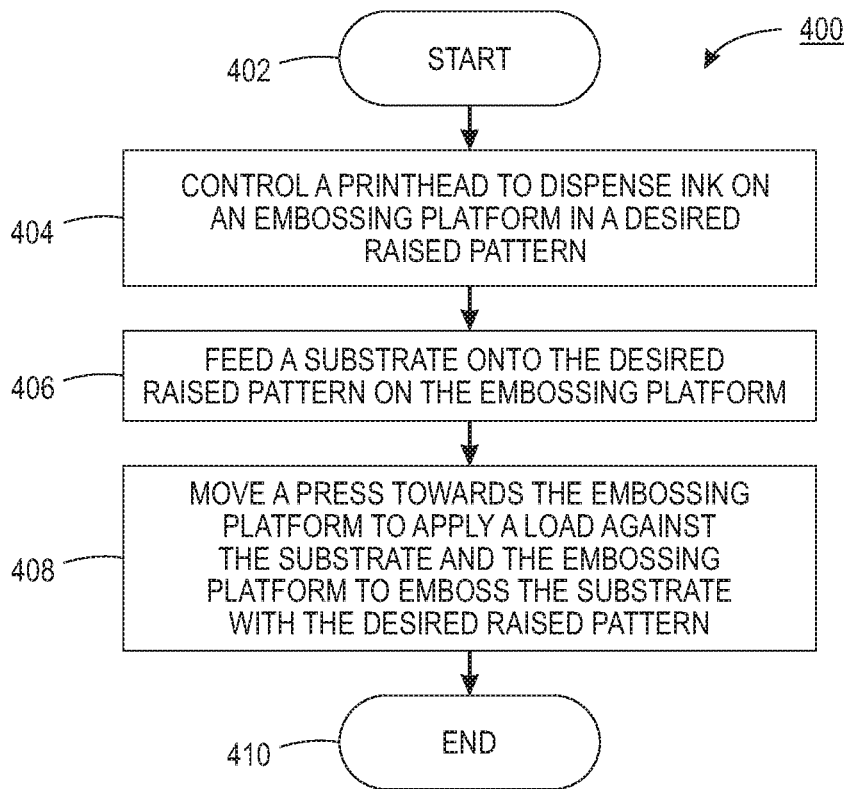 400
402
START
404
CONTROL A PRINTHEAD TO DISPENSE INK ON
AN EMBOSSING PLATFORM IN A DESIRED
RAISED PATTERN
406
FEED A SUBSTRATE ONTO THE DESIRED
RAISED PATTERN ON THE EMBOSSING PLATFORM
408
MOVE A PRESS TOWARDS THE EMBOSSING
PLATFORM TO APPLY A LOAD AGAINST
THE SUBSTRATE AND THE EMBOSSING
PLATFORM TO EMBOSS THE SUBSTRATE
WITH THE DESIRED RAISED PATTERN
410
END